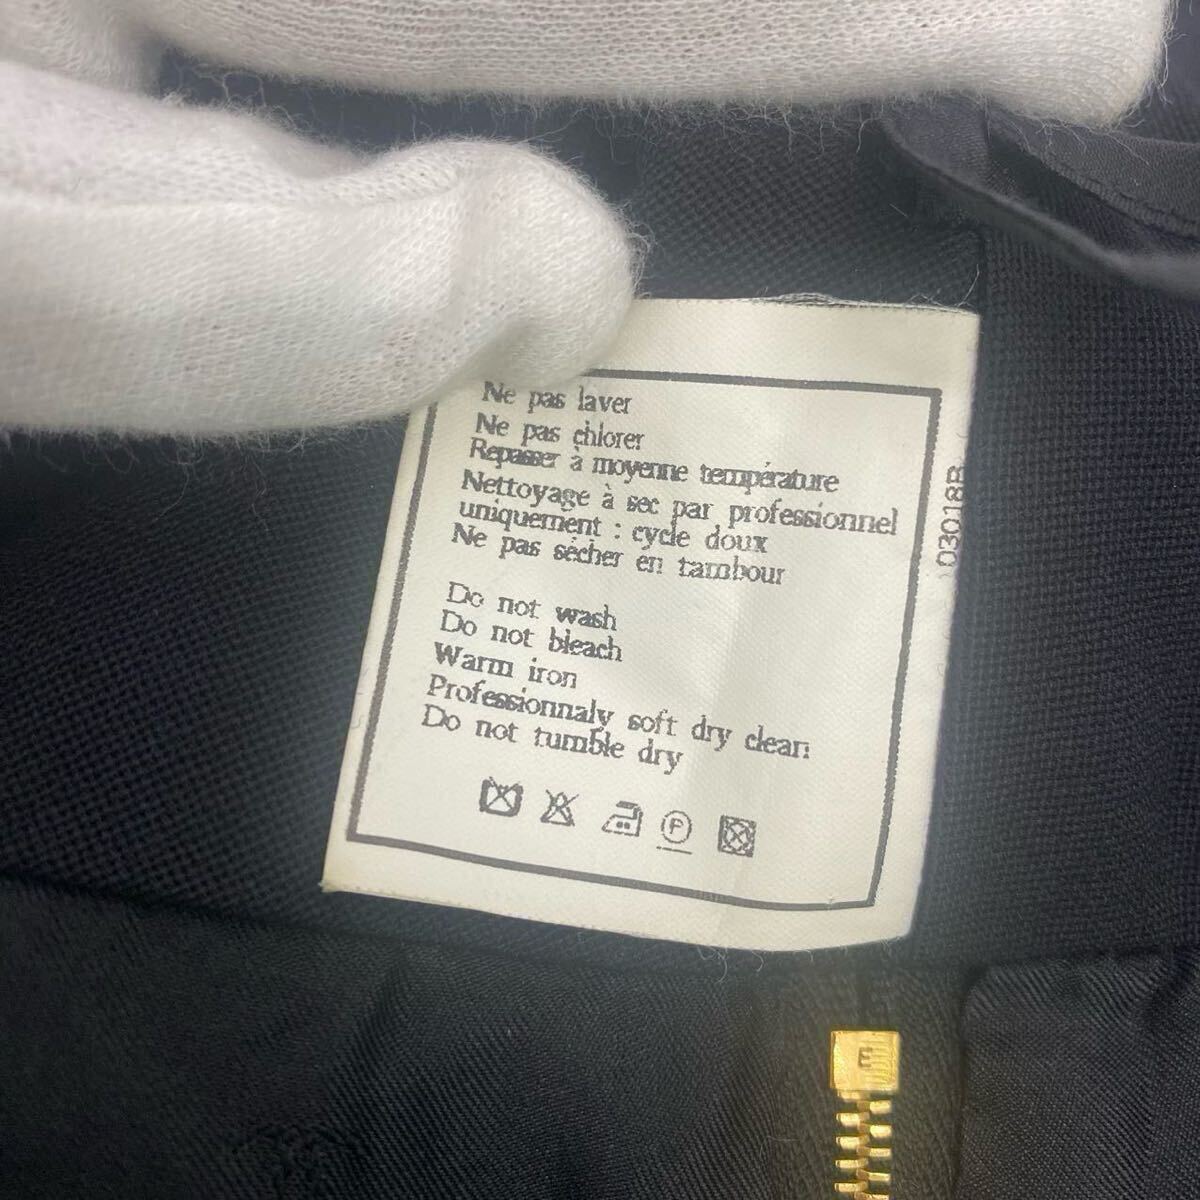 Ne pas laver
Ne pas chlorer
Repasser à moyenne température
Nettoyage à sec par professionnel
uniquement : cycle doux
Ne pas sécher en tambour
Do not wash
Do not bleach
Warm iron
Professionnaly soft dry clean
Do not tumble dry
P
03018B
E